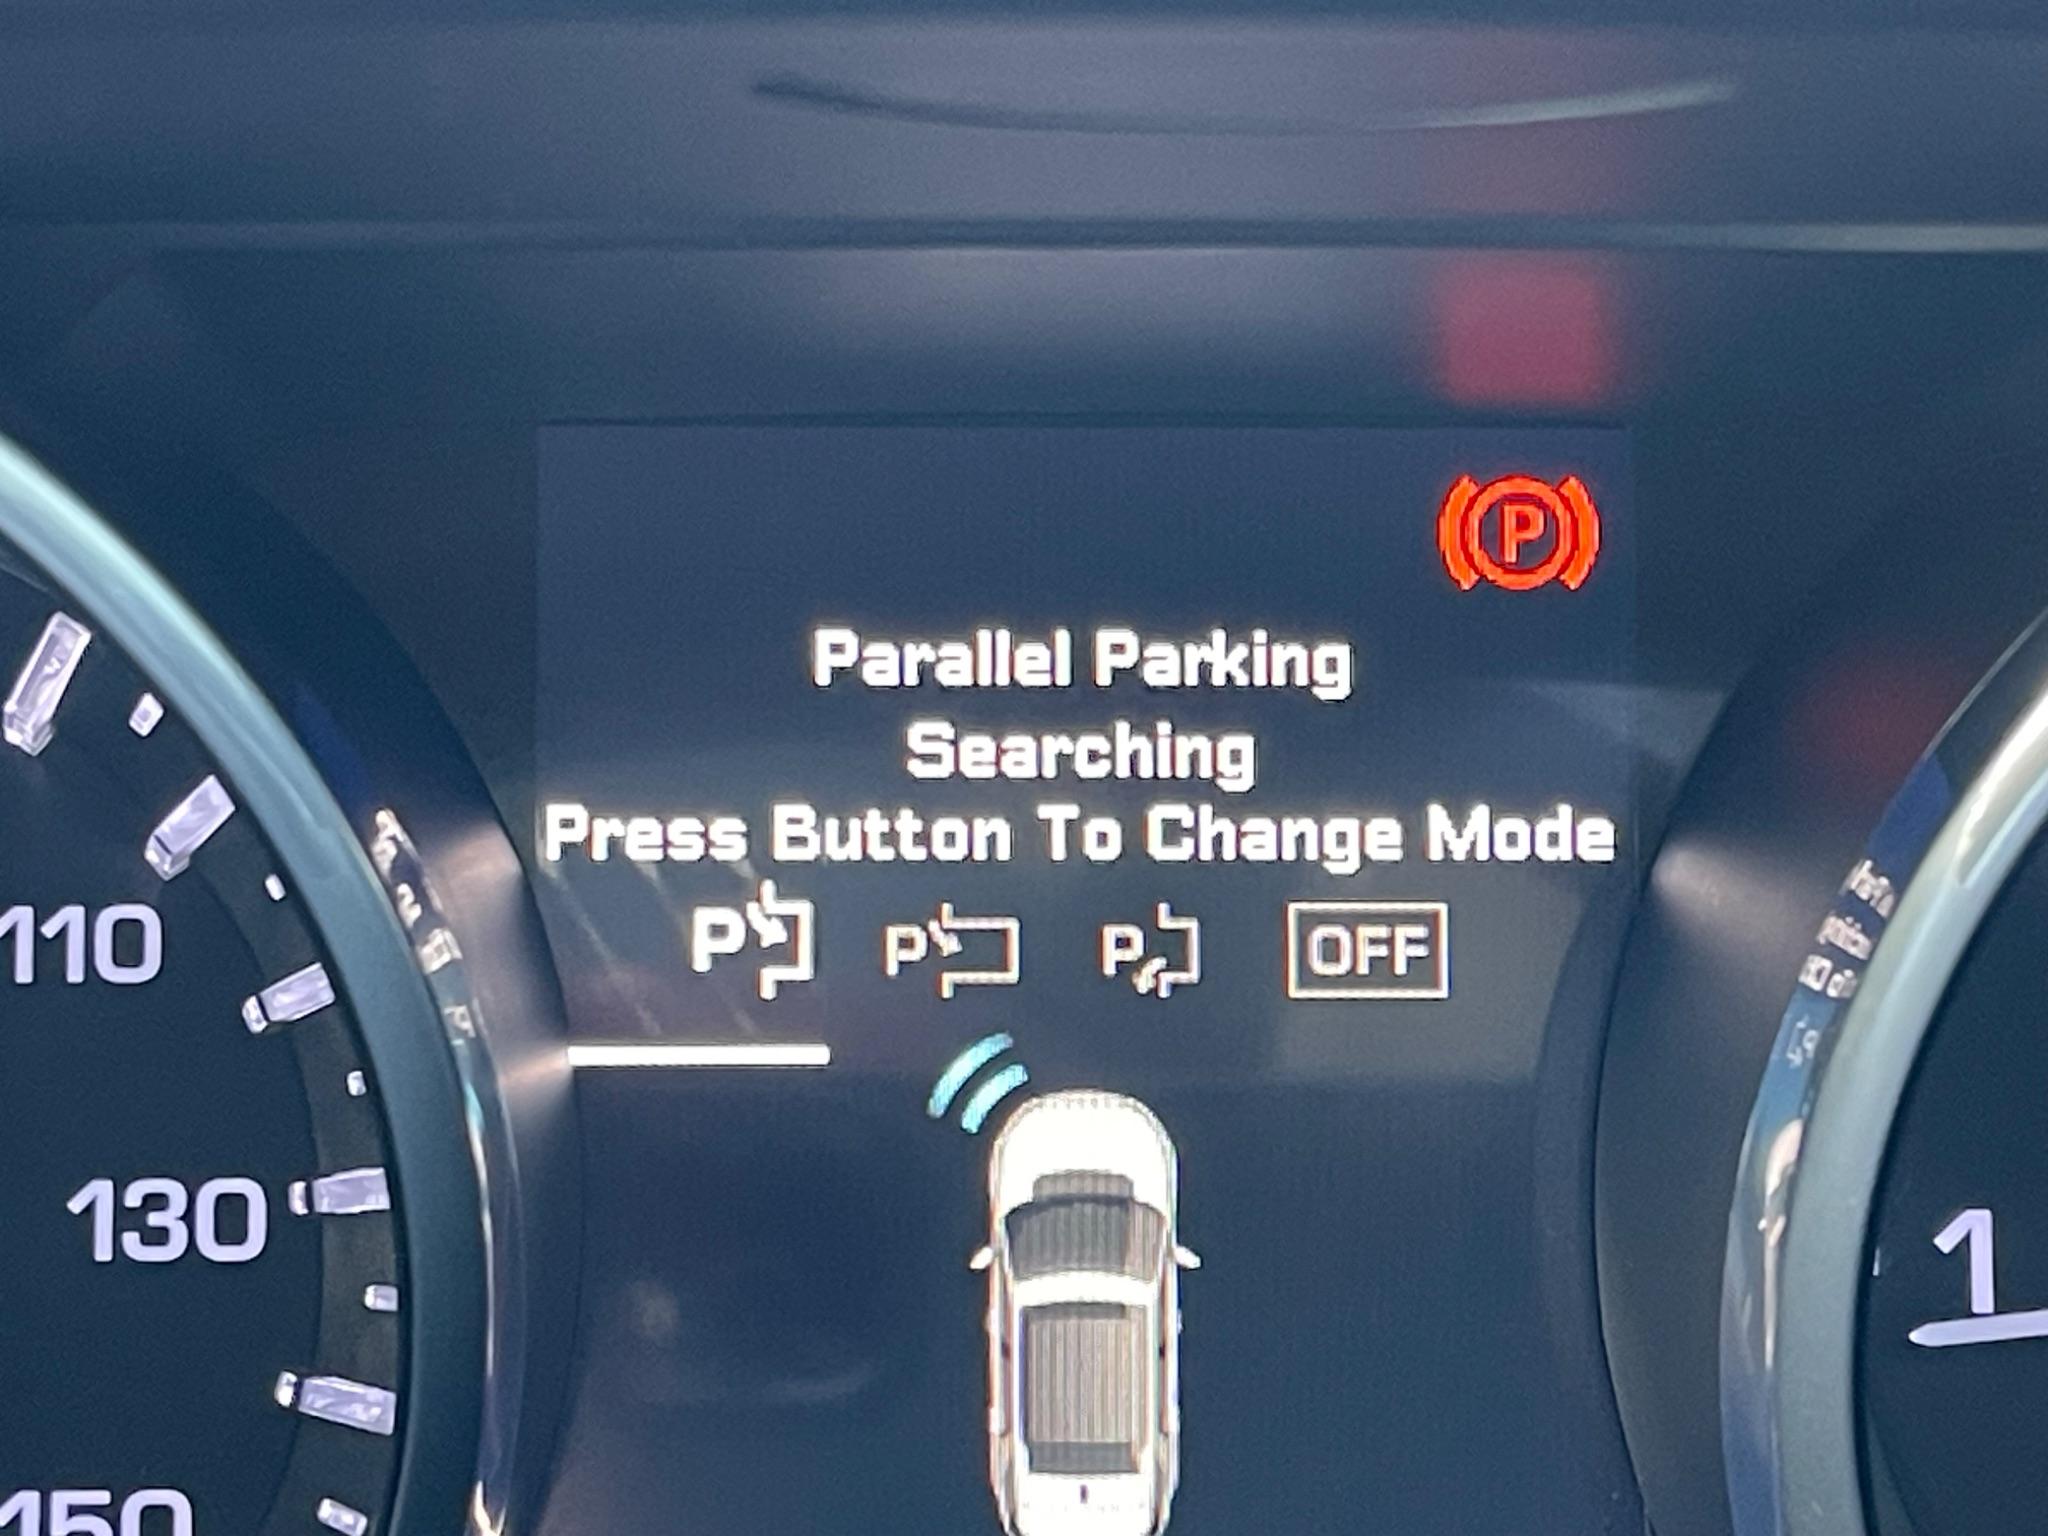 P
Parallel Parking
Searching
Press Button To Change Mode
P P P OFF
110
130
150
1